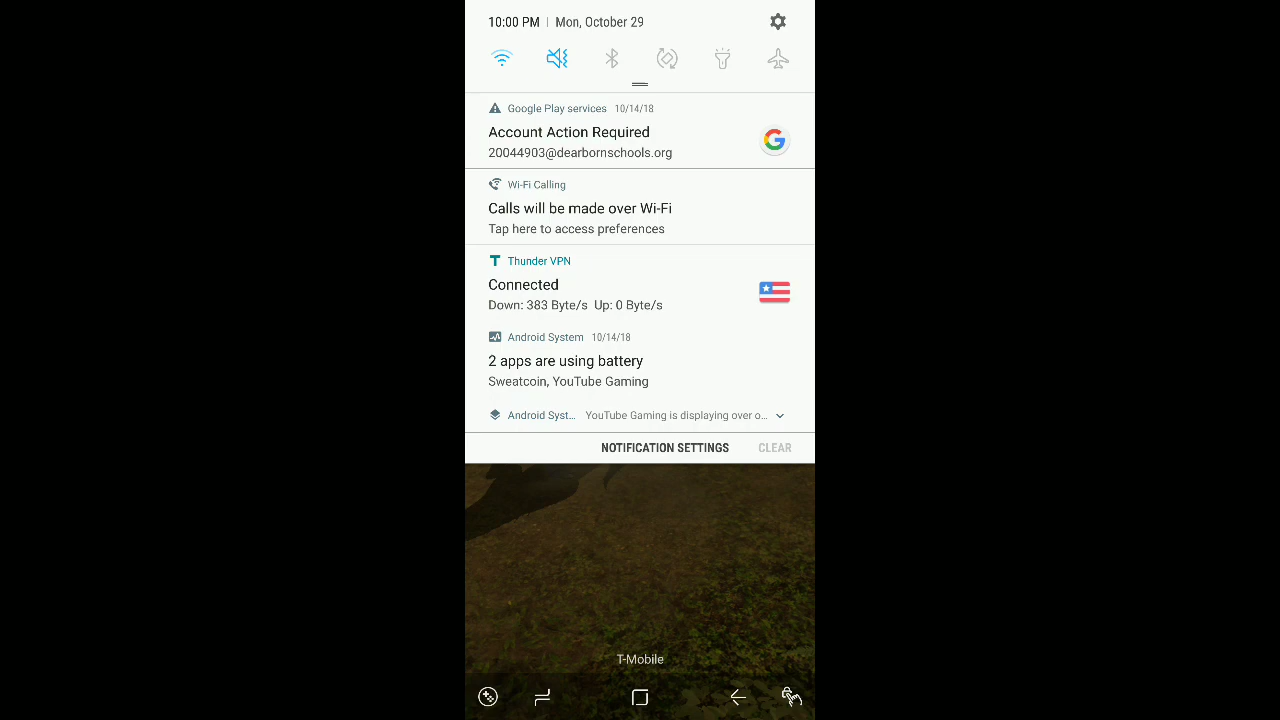 10:00 PM | Mon, October 29
Google Play services 10/14/18
Account Action Required
20044903@dearbornschools.org
Wi-Fi Calling
Calls will be made over Wi-Fi
Tap here to access preferences
Thunder VPN
Connected
Down: 383 Byte/s Up: 0 Byte/s
Android System 10/14/18
2 apps are using battery
Sweatcoin, YouTube Gaming
Android Syst... YouTube Gaming is displaying over o...
NOTIFICATION SETTINGS CLEAR
T-Mobile